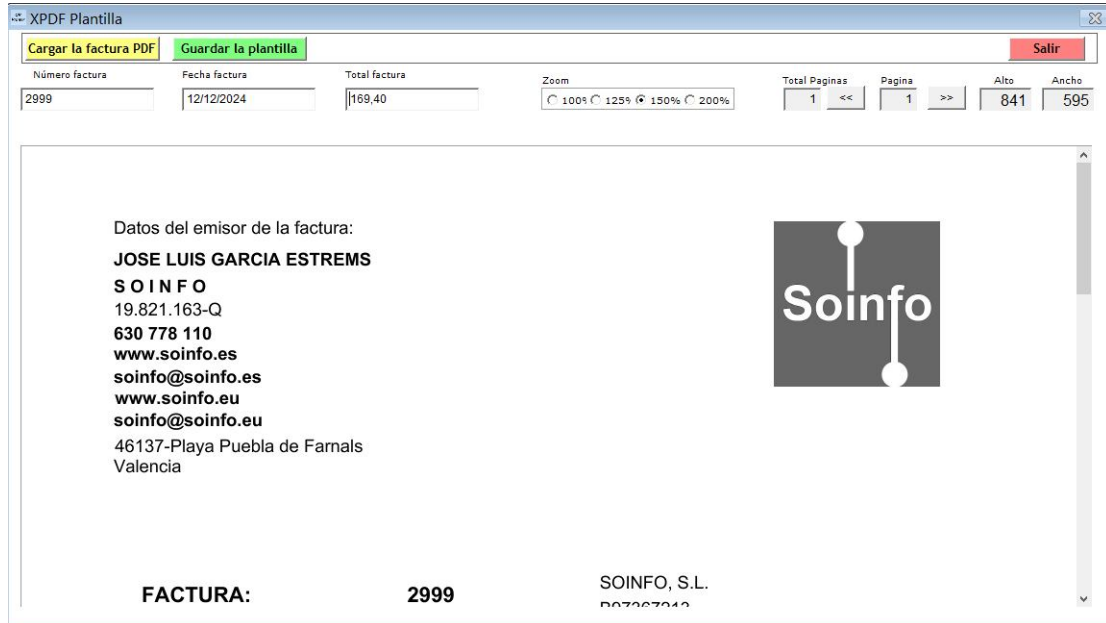 XPDF Plantilla
Cargar la factura PDF Guardar la plantilla Salir
Número factura Fecha factura Total factura Zoom Total Paginas Pagina Alto Ancho
2999 12/12/2024 169,40 100% 125% 150% 200% 1 << 1 >> 841 595
Datos del emisor de la factura:
JOSE LUIS GARCIA ESTREMS
S O I N F O
19.821.163-Q
630 778 110
www.soinfo.es
soinfo@soinfo.es
www.soinfo.eu
soinfo@soinfo.eu
46137-Playa Puebla de Farnals
Valencia
Soinfo
FACTURA: 2999
SOINFO, S.L.